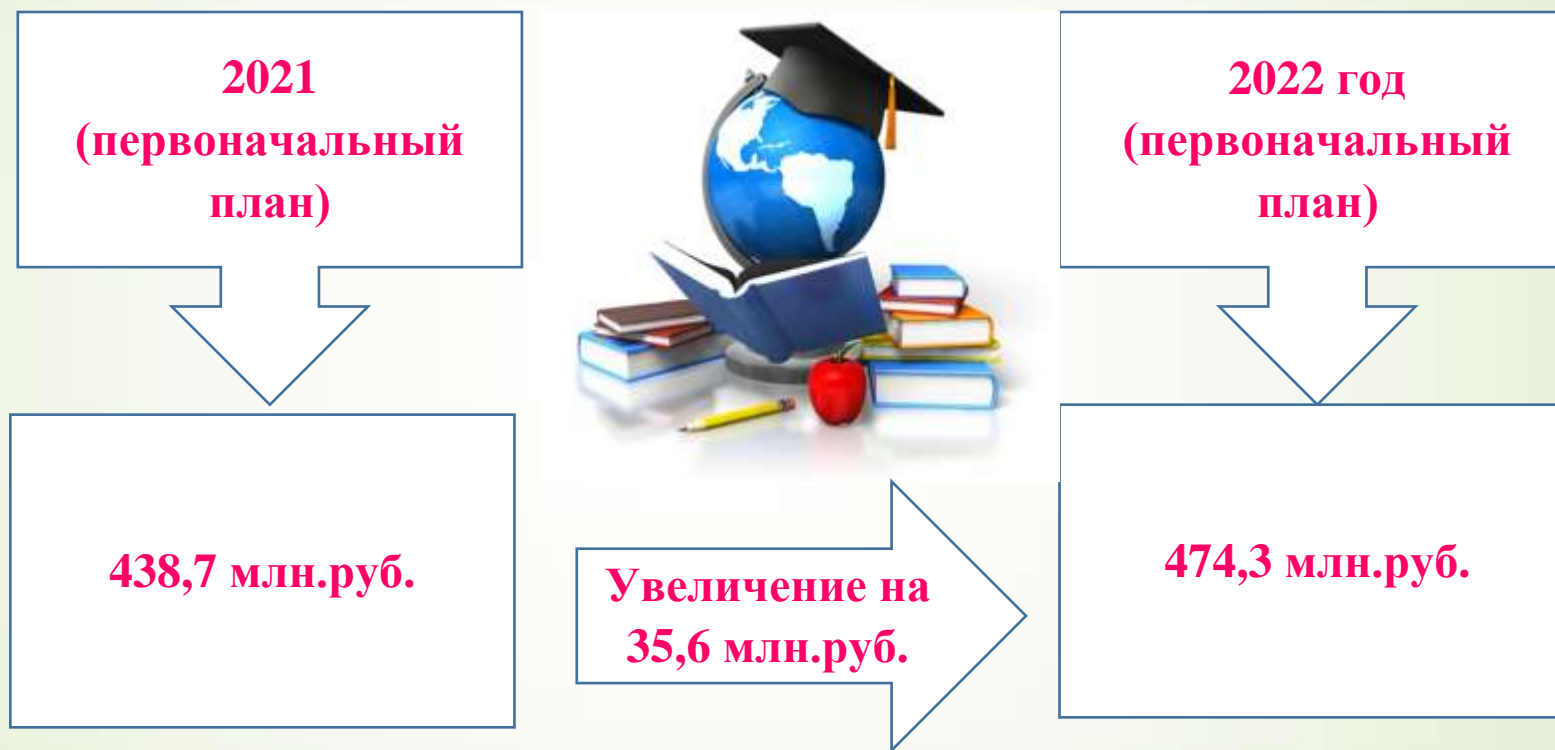 2021
(первоначальный
план)
2022 год
(первоначальный
план)
438,7 млн.руб.
Увеличение на
35,6 млн.руб.
474,3 млн.руб.